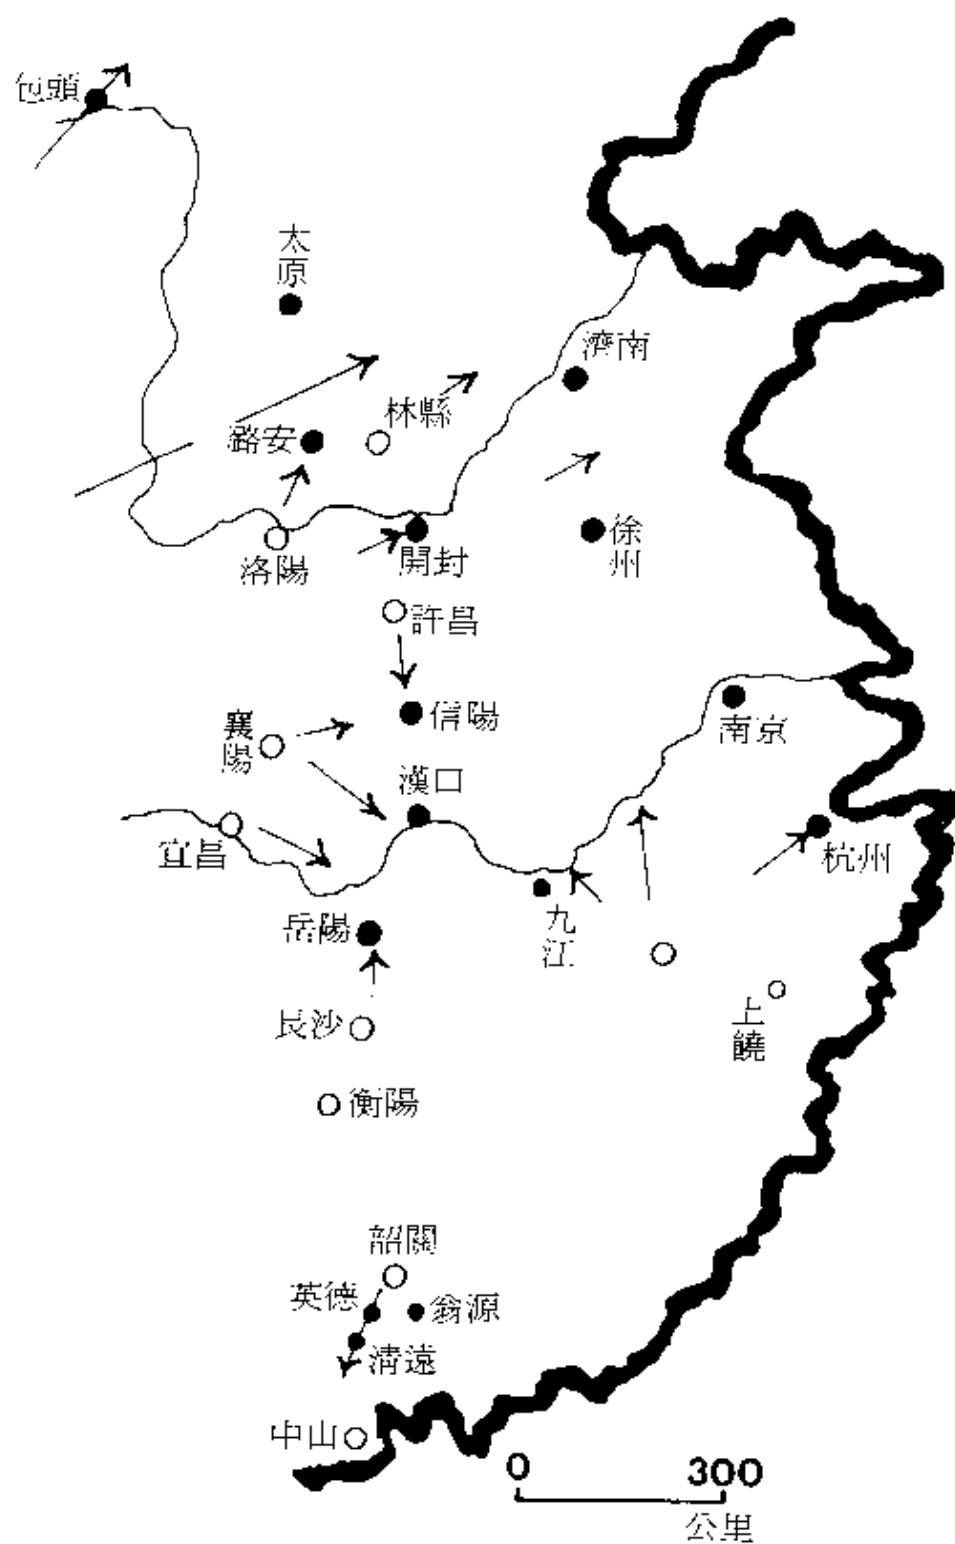 包頭
太原
濟南
林縣
潞安
徐州
洛陽
開封
許昌
信陽
襄陽
南京
漢口
宜昌
杭州
岳陽
九江
長沙
上饒
衡陽
韶關
英德
翁源
清遠
中山
0 300
公里